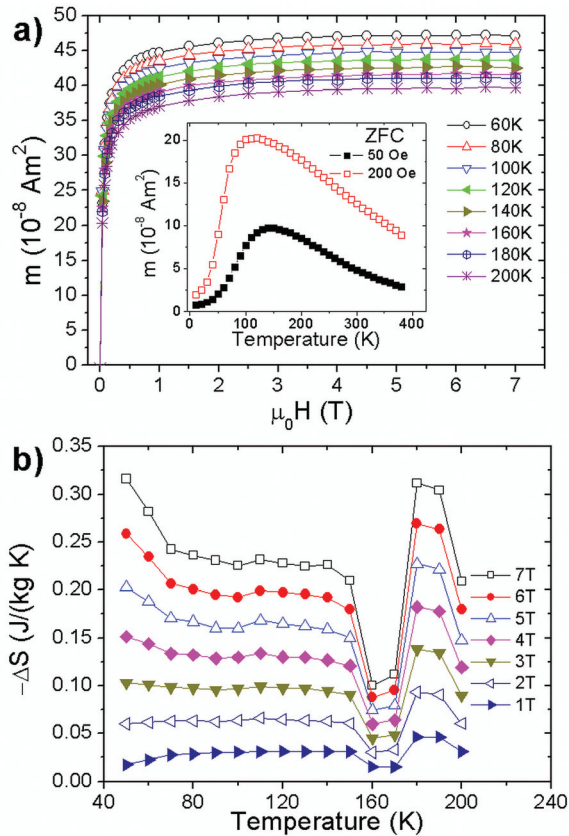 a)
50
45
40
35
30
25
20
15
10
5
0
m (10⁻⁸ Am²)
0 1 2 3 4 5 6 7
μ₀H (T)
60K
80K
100K
120K
140K
160K
180K
200K
ZFC
50 Oe
200 Oe
20
15
10
5
0
m (10⁻⁸ Am²)
0 100 200 300 400
Temperature (K)
b)
0.35
0.30
0.25
0.20
0.15
0.10
0.05
0.00
-ΔS (J/(kg K)
7T
6T
5T
4T
3T
2T
1T
40 80 120 160 200 240
Temperature (K)